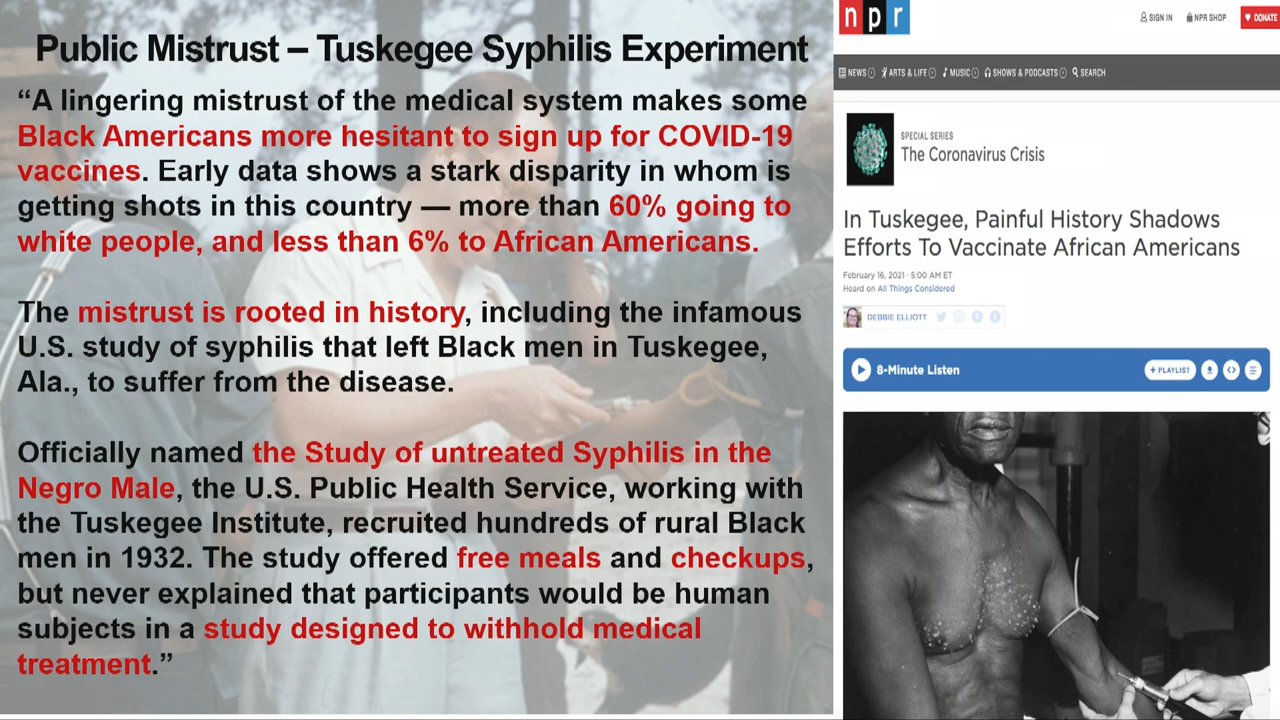 Public Mistrust – Tuskegee Syphilis Experiment
“A lingering mistrust of the medical system makes some
Black Americans more hesitant to sign up for COVID-19
vaccines. Early data shows a stark disparity in whom is
getting shots in this country — more than 60% going to
white people, and less than 6% to African Americans.
The mistrust is rooted in history, including the infamous
U.S. study of syphilis that left Black men in Tuskegee,
Ala., to suffer from the disease.
Officially named the Study of untreated Syphilis in the
Negro Male, the U.S. Public Health Service, working with
the Tuskegee Institute, recruited hundreds of rural Black
men in 1932. The study offered free meals and checkups,
but never explained that participants would be human
subjects in a study designed to withhold medical
treatment.”
npr
SIGN IN NPR SHOP DONATE
NEWS ARTS & LIFE MUSIC SHOWS & PODCASTS SEARCH
SPECIAL SERIES
The Coronavirus Crisis
In Tuskegee, Painful History Shadows
Efforts To Vaccinate African Americans
February 16, 2021 · 5:00 AM ET
Heard on All Things Considered
DEBBIE ELLIOTT
8-Minute Listen
+ PLAYLIST